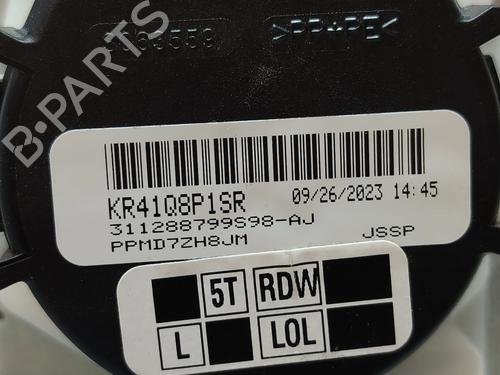 >PP+PE<
B-PARTS
KR41Q8P1SR 09/26/2023 14:45
311288799S98-AJ
PPMD7ZH8JM JSSP
5T RDW
L LOL